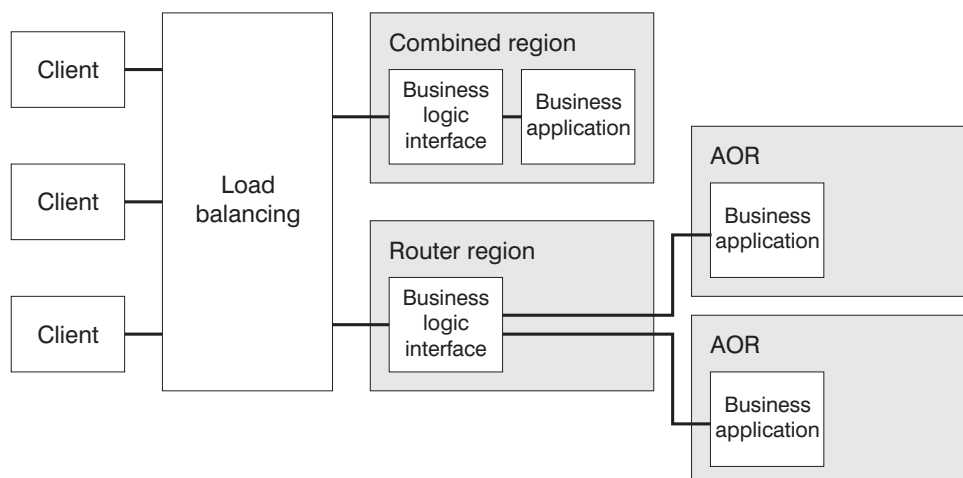 Client
Client
Client
Load
balancing
Combined region
Business
logic
interface
Business
application
Router region
Business
logic
interface
AOR
Business
application
AOR
Business
application